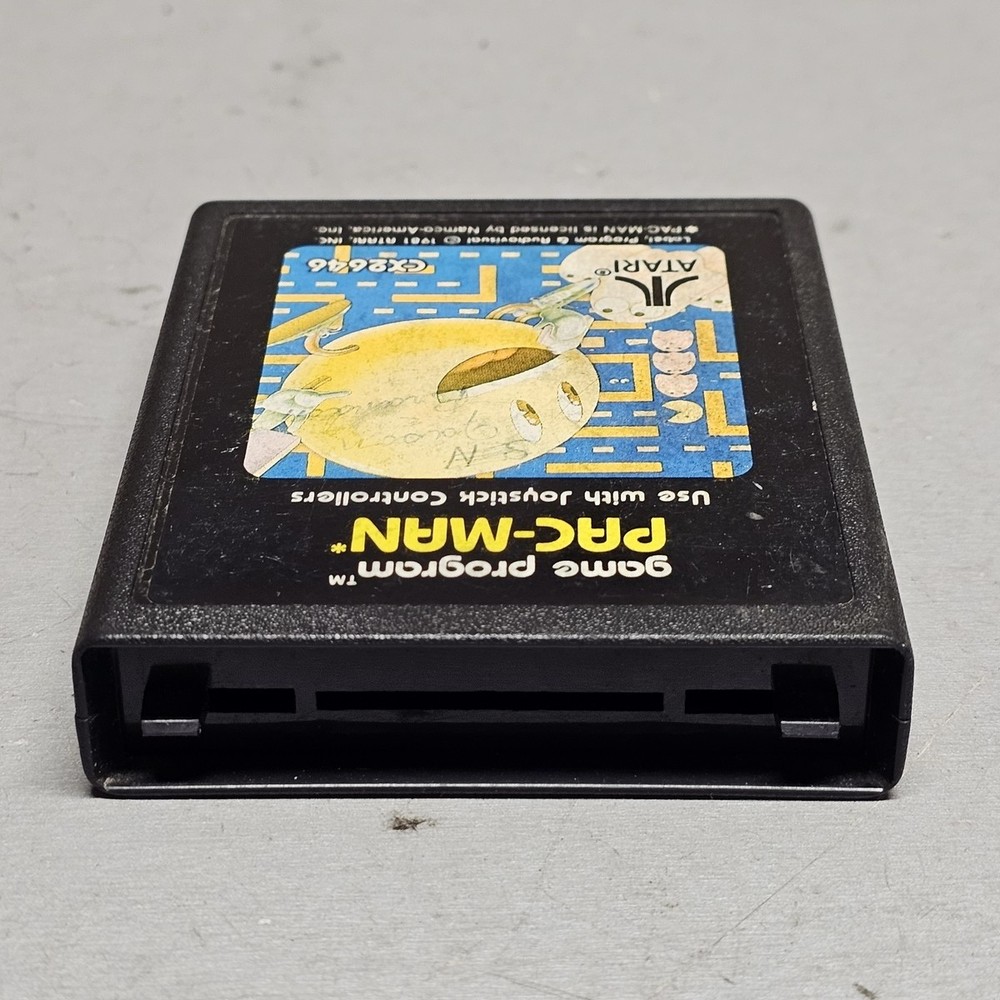 game program™
PAC-MAN*
Use with Joystick Controllers
ATARI®
CX2646
Label, Program & Audiovisual © 1981 ATARI, INC.
* PAC-MAN is licensed by Namco-America, Inc.